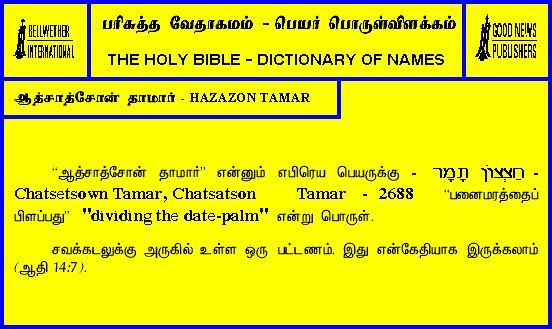 BELLWETHER
INTERNATIONAL
பரிசுத்த வேதாகமம் - பெயர் பொருள்விளக்கம்
THE HOLY BIBLE - DICTIONARY OF NAMES
GOOD NEWS
PUBLISHERS
ஆத்சாத்சோன் தாமார் - HAZAZON TAMAR
“ஆத்சாத்சோன் தாமார்” என்னும் எபிரெய பெயருக்கு - חַצְצוֹן תָּמָר -
Chatsetsown Tamar, Chatsatson Tamar - 2688 “பனைமரத்தைப்
பிளப்பது” "dividing the date-palm" என்று பொருள்.
சவக்கடலுக்கு அருகில் உள்ள ஒரு பட்டணம். இது என்கேதியாக இருக்கலாம்
(ஆதி 14:7).